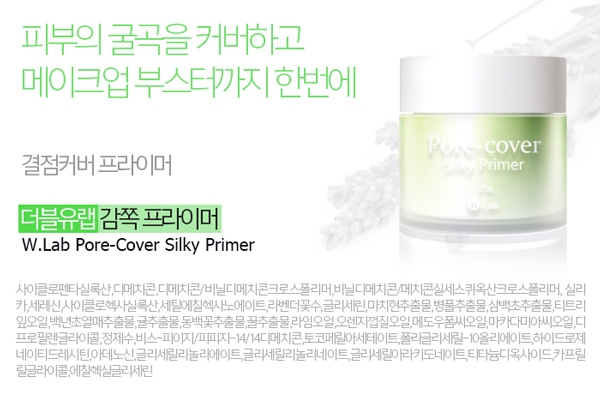 피부의 굴곡을 커버하고
메이크업 부스터까지 한번에
결점커버 프라이머
더블유랩 감쪽 프라이머
W.Lab Pore-Cover Silky Primer
Pore-cover
Silky Primer
20g
W Lab
사이클로펜타실록산,디메치콘,디메치콘/비닐디메치콘크로스폴리머,비닐디메치콘/메치콘실세스퀴옥산크로스폴리머, 실리
카,세레신,사이클로헥사실록산,세틸에칠헥사노에이트,라벤더꽃수,글리세린,마치현추출물,병풀추출물,삼백초추출물,티트리
잎오일,백년초열매추출물,귤추출물,동백꽃추출물,꿀추출물,라임오일,오렌지껍질오일,메도우폼씨오일,마카다미아씨오일,디
프로필렌글라이콜,정제수,비스-피이지/피피지-14/14디메치콘,토코페릴아세테이트,폴리글리세릴-10올리에이트,하이드로제
네이티드레시틴,아데노신,글리세릴리놀리에이트,글리세릴리놀리네이트,글리세릴아라키도네이트,티타늄디옥사이드,카프릴
릴글라이콜,에칠헥실글리세린